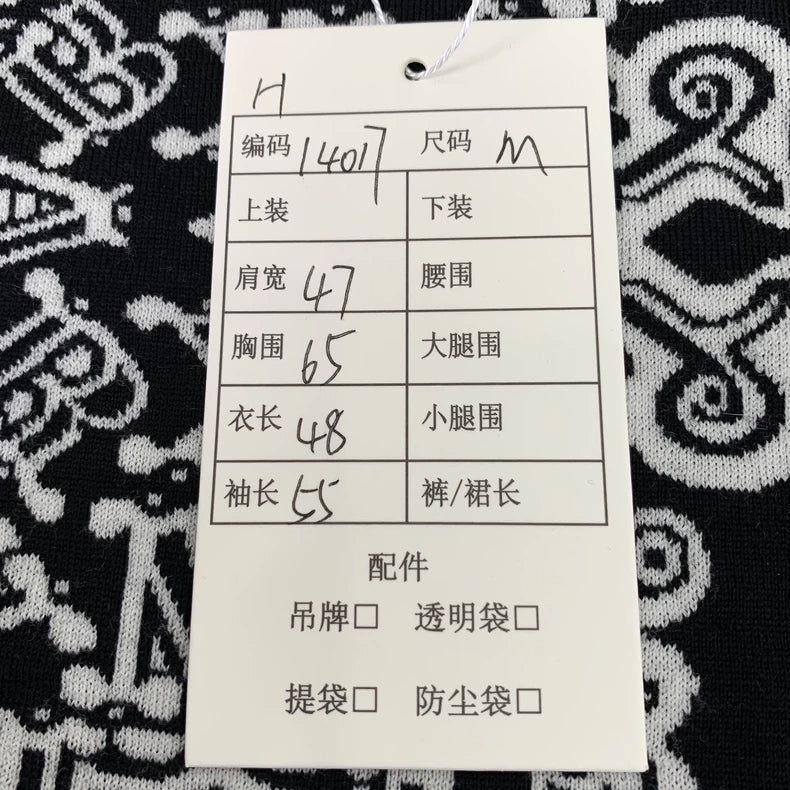 H
编码 14017 尺码 M
上装 下装
肩宽 47 腰围
胸围 65 大腿围
衣长 48 小腿围
袖长 55 裤/裙长
配件
吊牌□ 透明袋□
提袋□ 防尘袋□